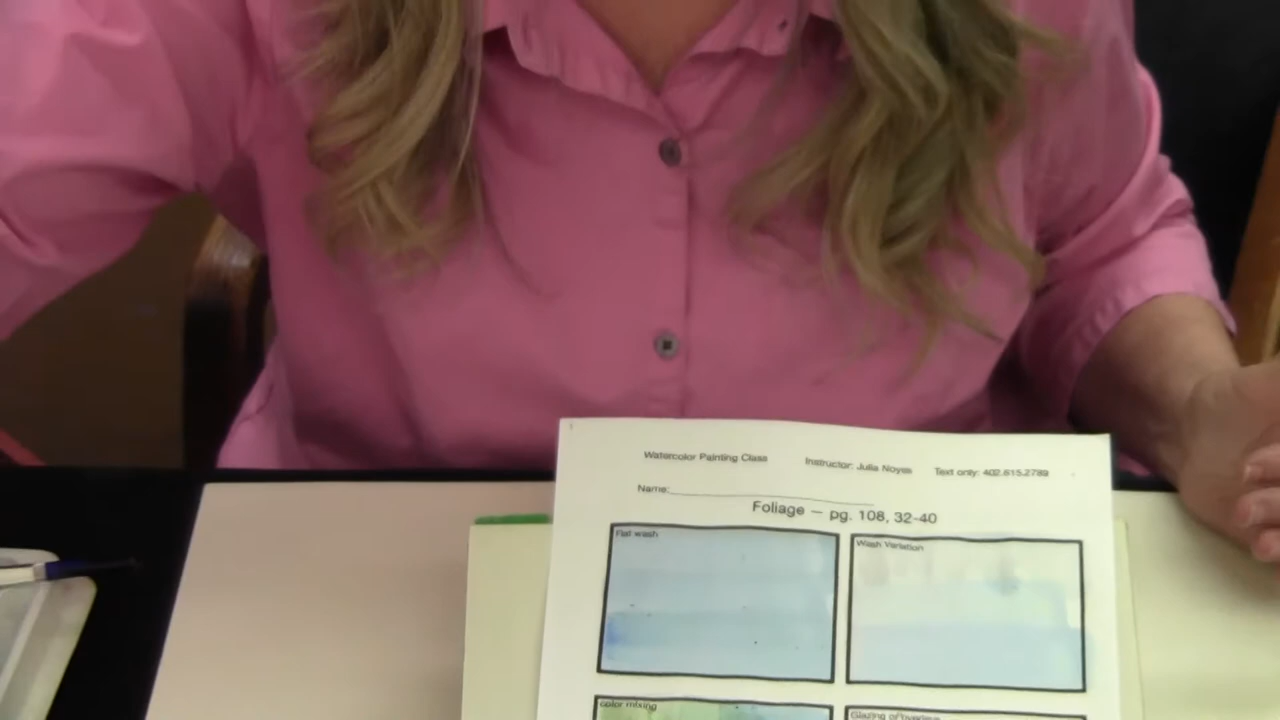 Watercolor Painting Class Instructor: Julia Noyes Text only: 402.615.2789
Name:
Foliage — pg. 108, 32-40
Flat wash
Wash Variation
color mixing
Glazing